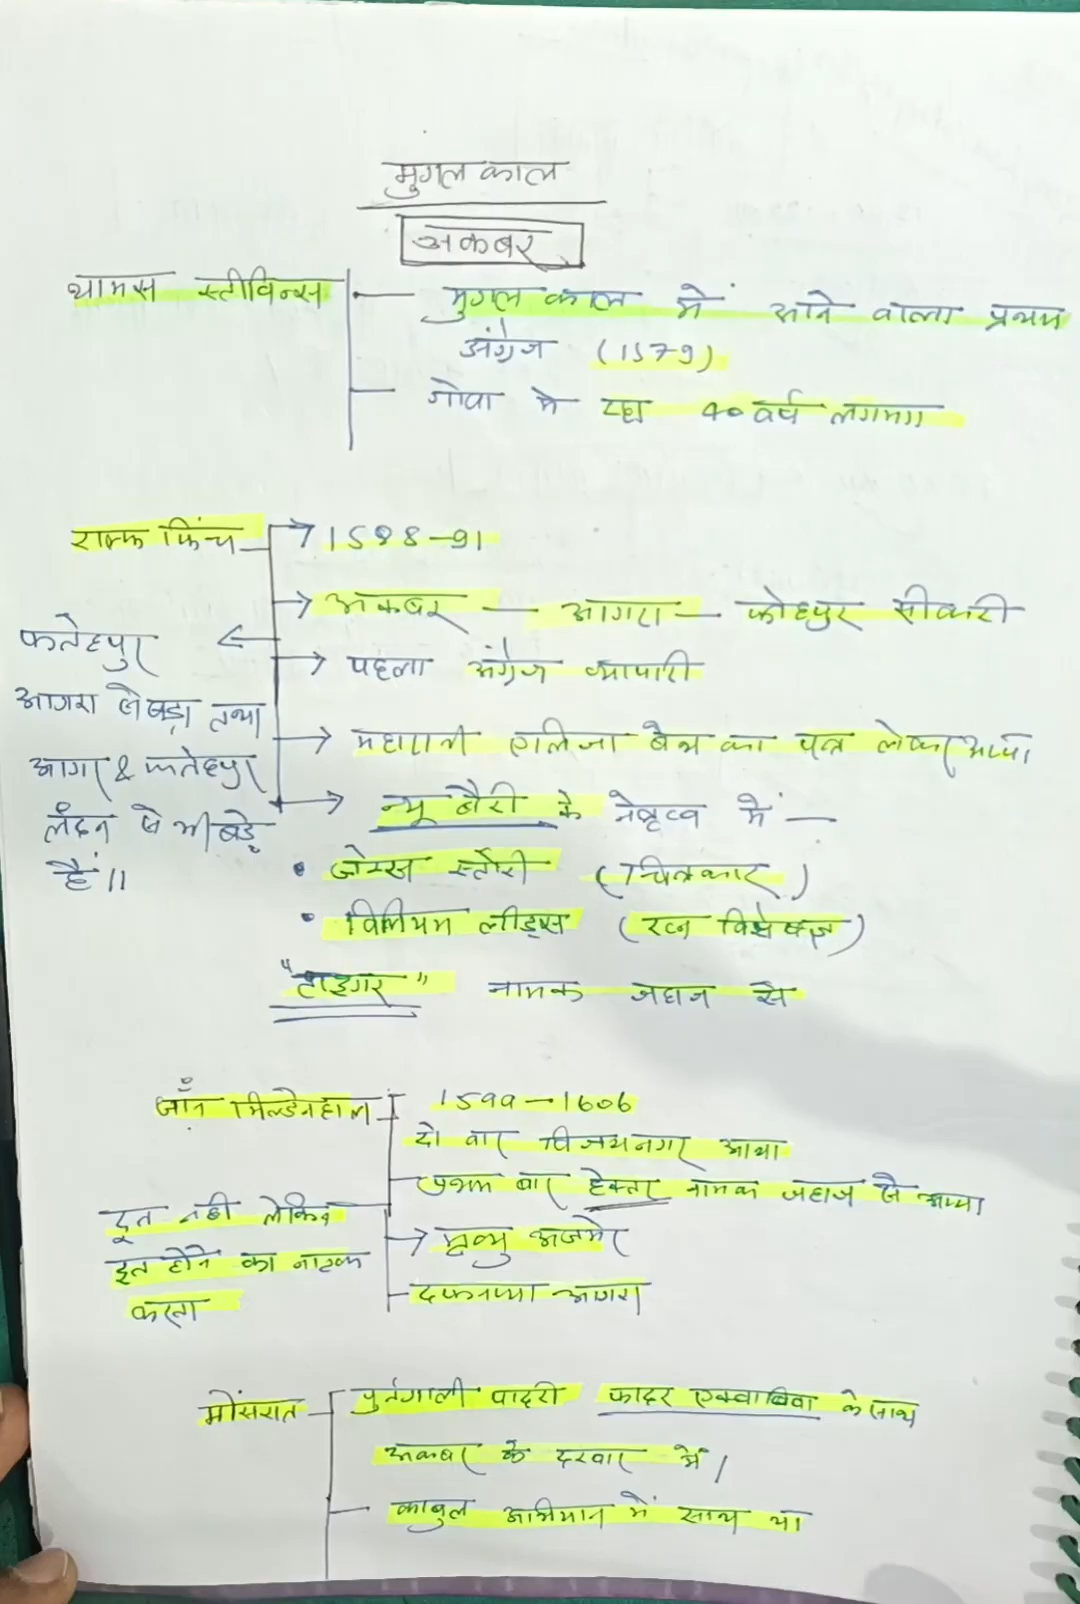 मुगल काल
अकबर
थामस स्टीविन्स
मुगल काल में आने वाला प्रथम
अंग्रेज (1579)
गोवा मे रहा 40 वर्ष लगभग
राल्फ फिंच
1588-91
अकबर — आगरा — फतेहपुर सीकरी
पहला अंग्रेज व्यापारी
महारानी एलिजा बेथ का पत्र लेकर आया
न्यू बैरी के नेतृत्व में —
• जेम्स स्टोरी (चित्रकार)
• विलियम लीड्स (रत्न विशेषज्ञ)
"टाइगर" नामक जहाज से
फतेहपुर
आगरा से बड़ा तथा
आगरा & फतेहपुर
लंदन से भी बड़े
हैं॥
जॉन मिल्डेनहाल
1599-1606
दो बार विजयनगर आया
प्रथम बार हेक्टर नामक जहाज से आया
मृत्यु अजमेर
दफनाया आगरा
दूत नही लेकिन
दूत होने का नाटक
करता
मोंसरात
पुर्तगाली पादरी फादर एक्वाविवा के साथ
अकबर के दरबार में।
काबुल अभियान में साथ था